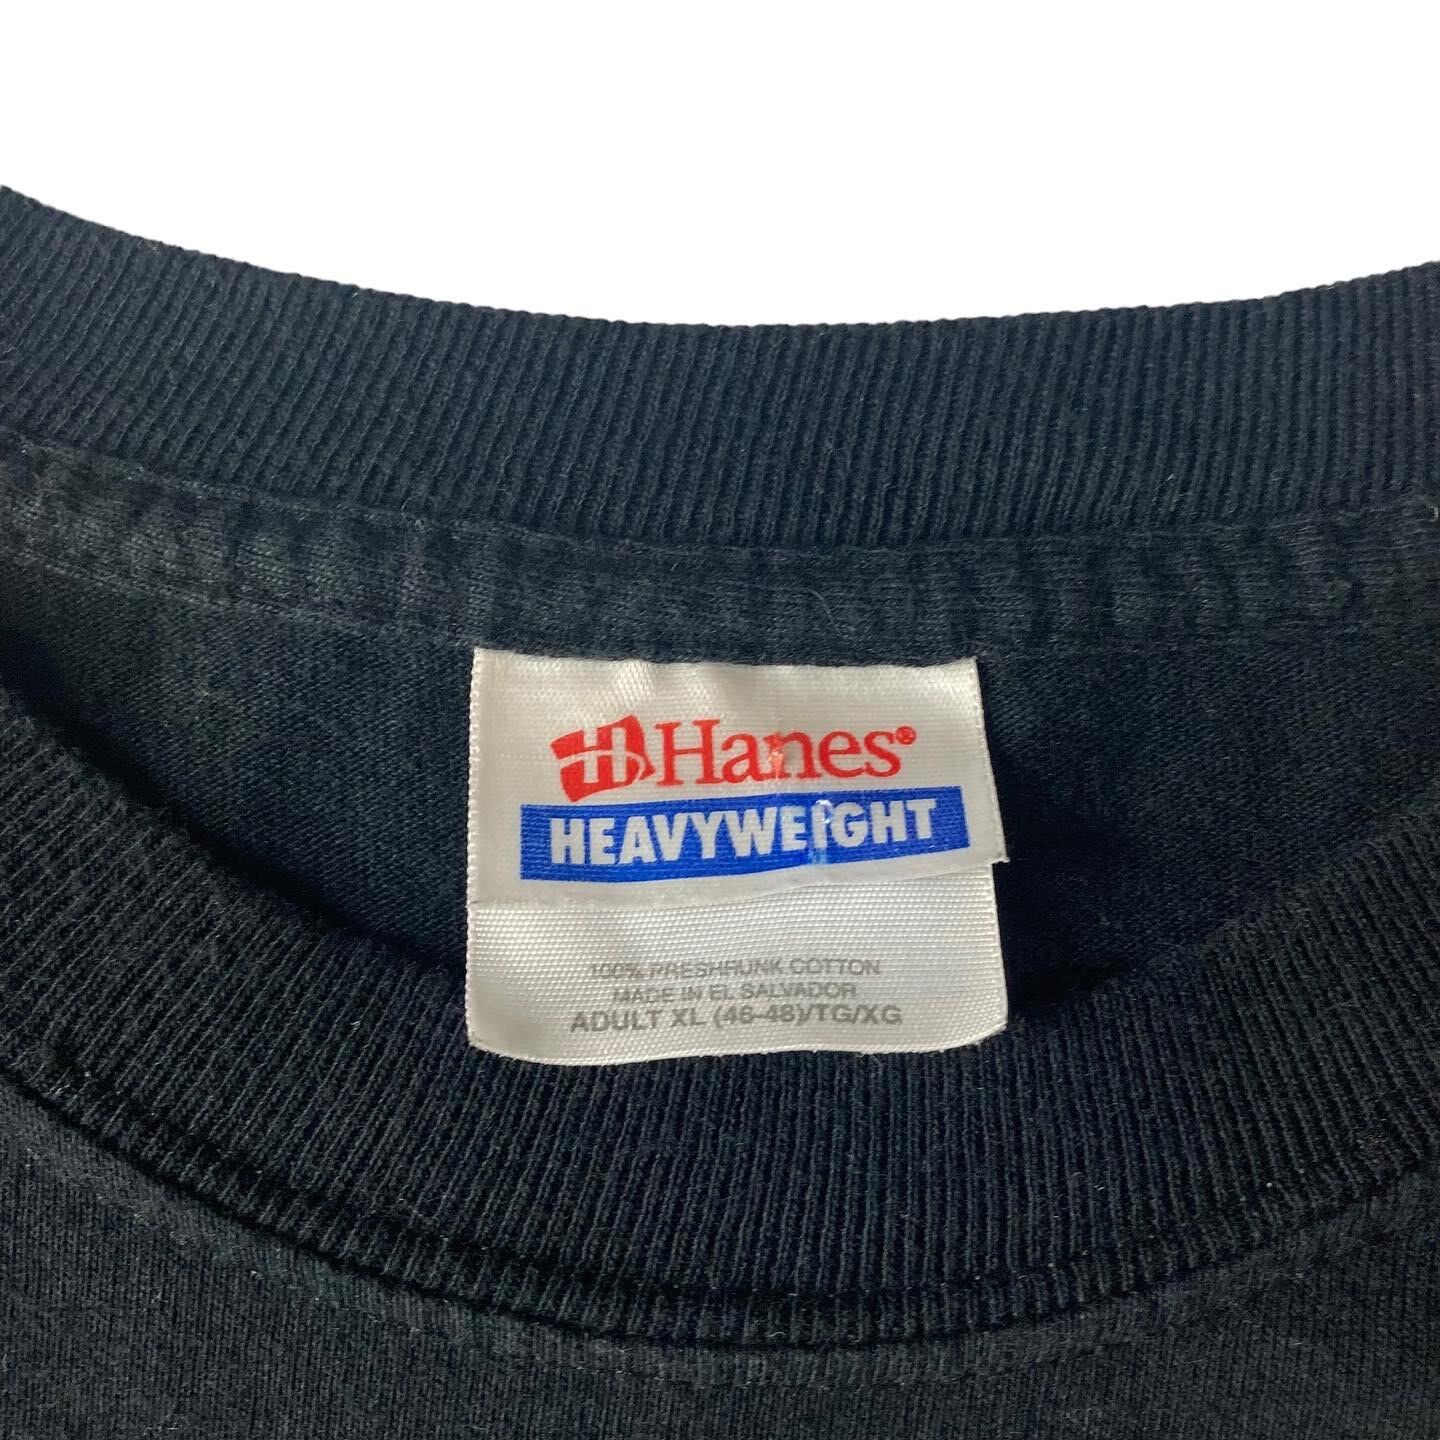 Hanes®
HEAVYWEIGHT
100% PRESHRUNK COTTON
MADE IN EL SALVADOR
ADULT XL (46-48)/TG/XG